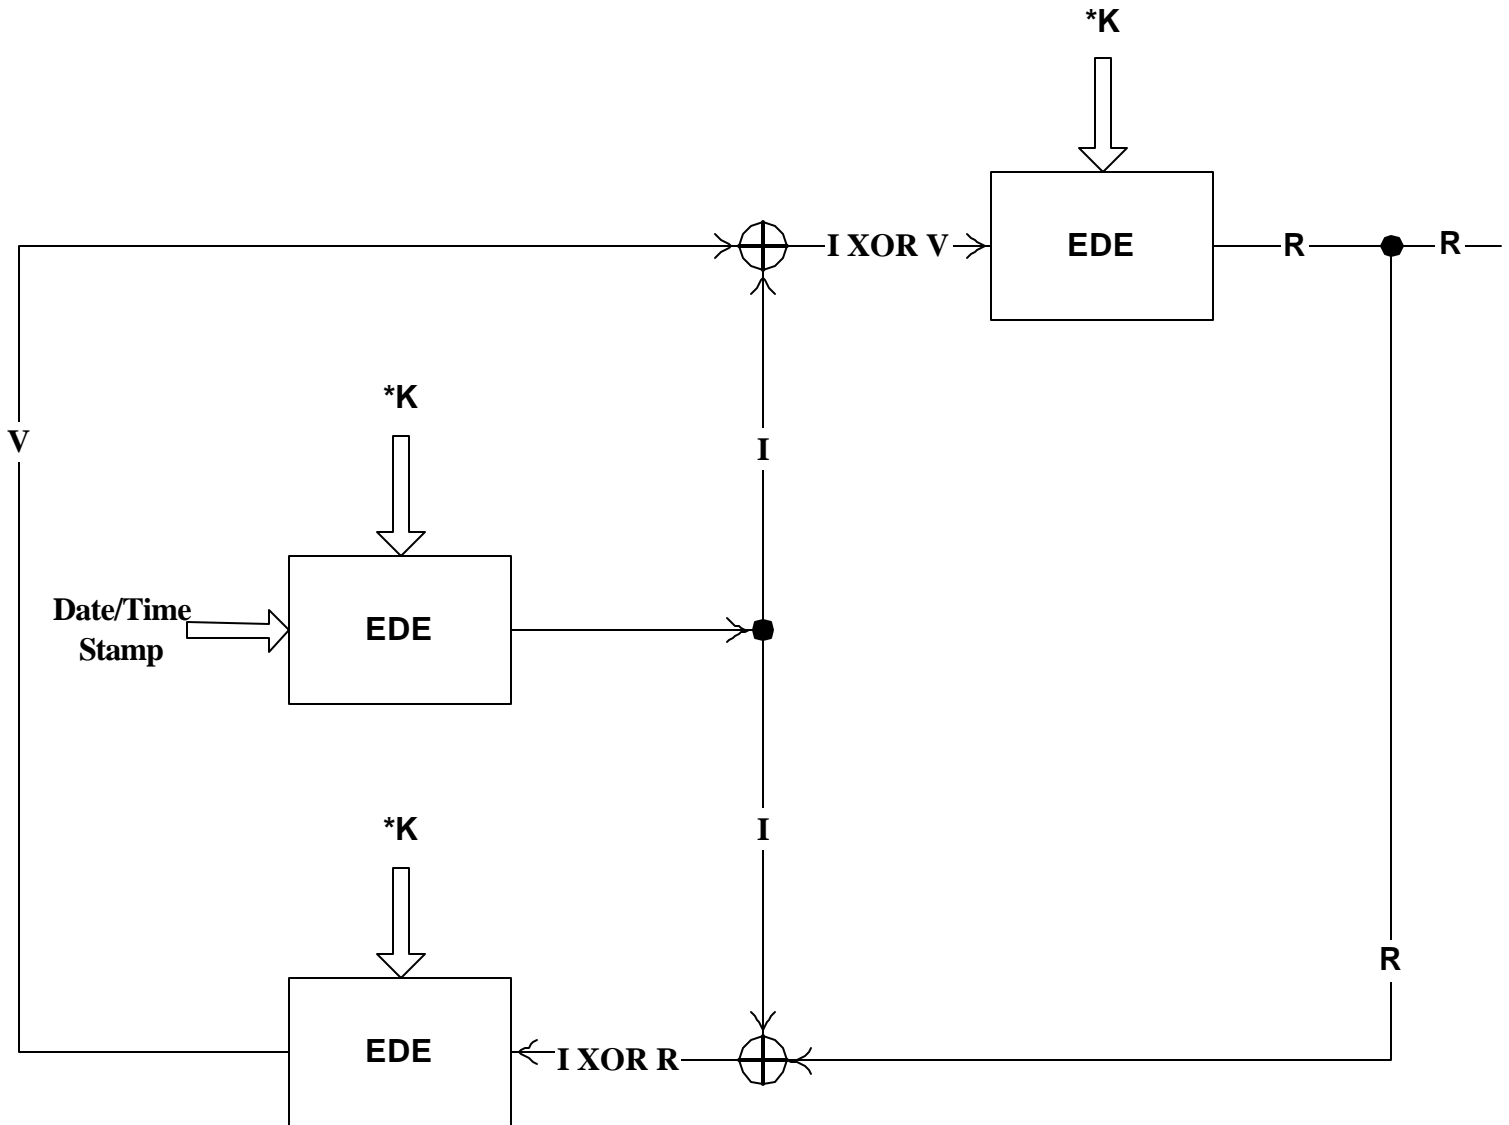 *K
I XOR V
EDE
R
R
*K
V
I
Date/Time
Stamp
EDE
*K
I
R
EDE
I XOR R